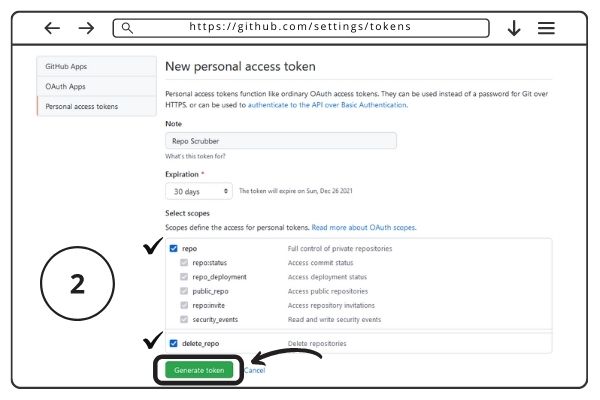 https://github.com/settings/tokens
GitHub Apps
OAuth Apps
Personal access tokens
New personal access token
Personal access tokens function like ordinary OAuth access tokens. They can be used instead of a password for Git over
HTTPS, or can be used to authenticate to the API over Basic Authentication.
Note
Repo Scrubber
What's this token for?
Expiration *
30 days The token will expire on Sun, Dec 26 2021
Select scopes
Scopes define the access for personal tokens. Read more about OAuth scopes.
repo Full control of private repositories
repo:status Access commit status
repo_deployment Access deployment status
public_repo Access public repositories
repo:invite Access repository invitations
security_events Read and write security events
2
delete_repo Delete repositories
Generate token Cancel